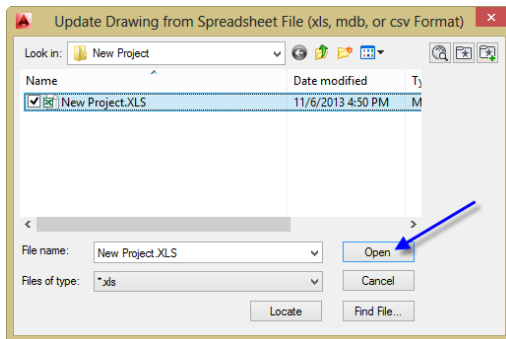 Update Drawing from Spreadsheet File (xls, mdb, or csv Format)
Look in: New Project
Name Date modified Ty
New Project.XLS 11/6/2013 4:50 PM M
File name: New Project.XLS Open
Files of type: *.xls Cancel
Locate Find File...